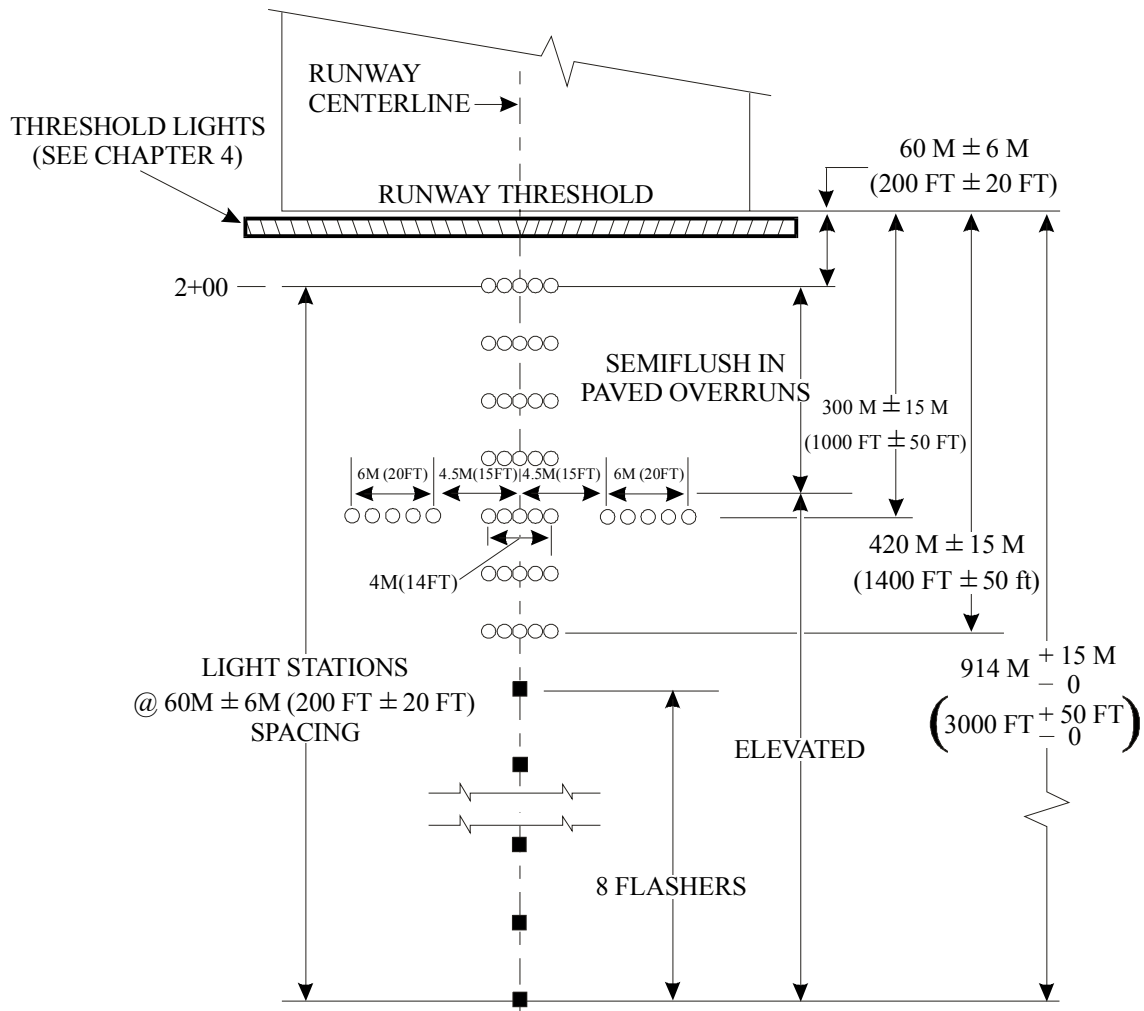 RUNWAY
CENTERLINE
THRESHOLD LIGHTS
(SEE CHAPTER 4)
RUNWAY THRESHOLD
60 M ± 6 M
(200 FT ± 20 FT)
2+00
SEMIFLUSH IN
PAVED OVERRUNS
300 M ± 15 M
(1000 FT ± 50 FT)
6M (20FT)
4.5M(15FT)
4.5M(15FT)
6M (20FT)
4M(14FT)
420 M ± 15 M
(1400 FT ± 50 ft)
LIGHT STATIONS
@ 60M ± 6M (200 FT ± 20 FT)
SPACING
914 M + 15 M
− 0
(3000 FT + 50 FT)
− 0
ELEVATED
8 FLASHERS